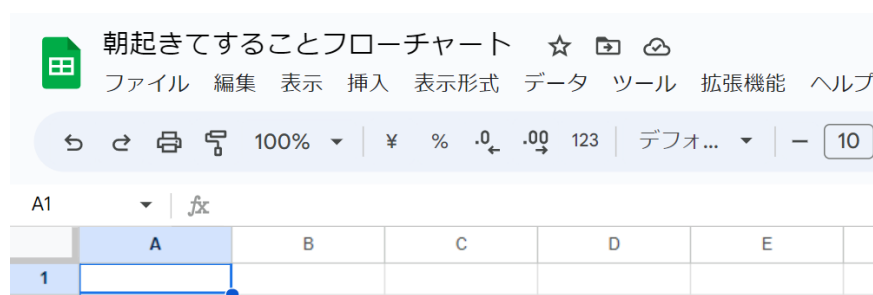 朝起きてすることフローチャート
ファイル 編集 表示 挿入 表示形式 データ ツール 拡張機能 ヘルプ
100% ¥ % .0 .00 123 デフォ... 10
A1 fx
A B C D E
1